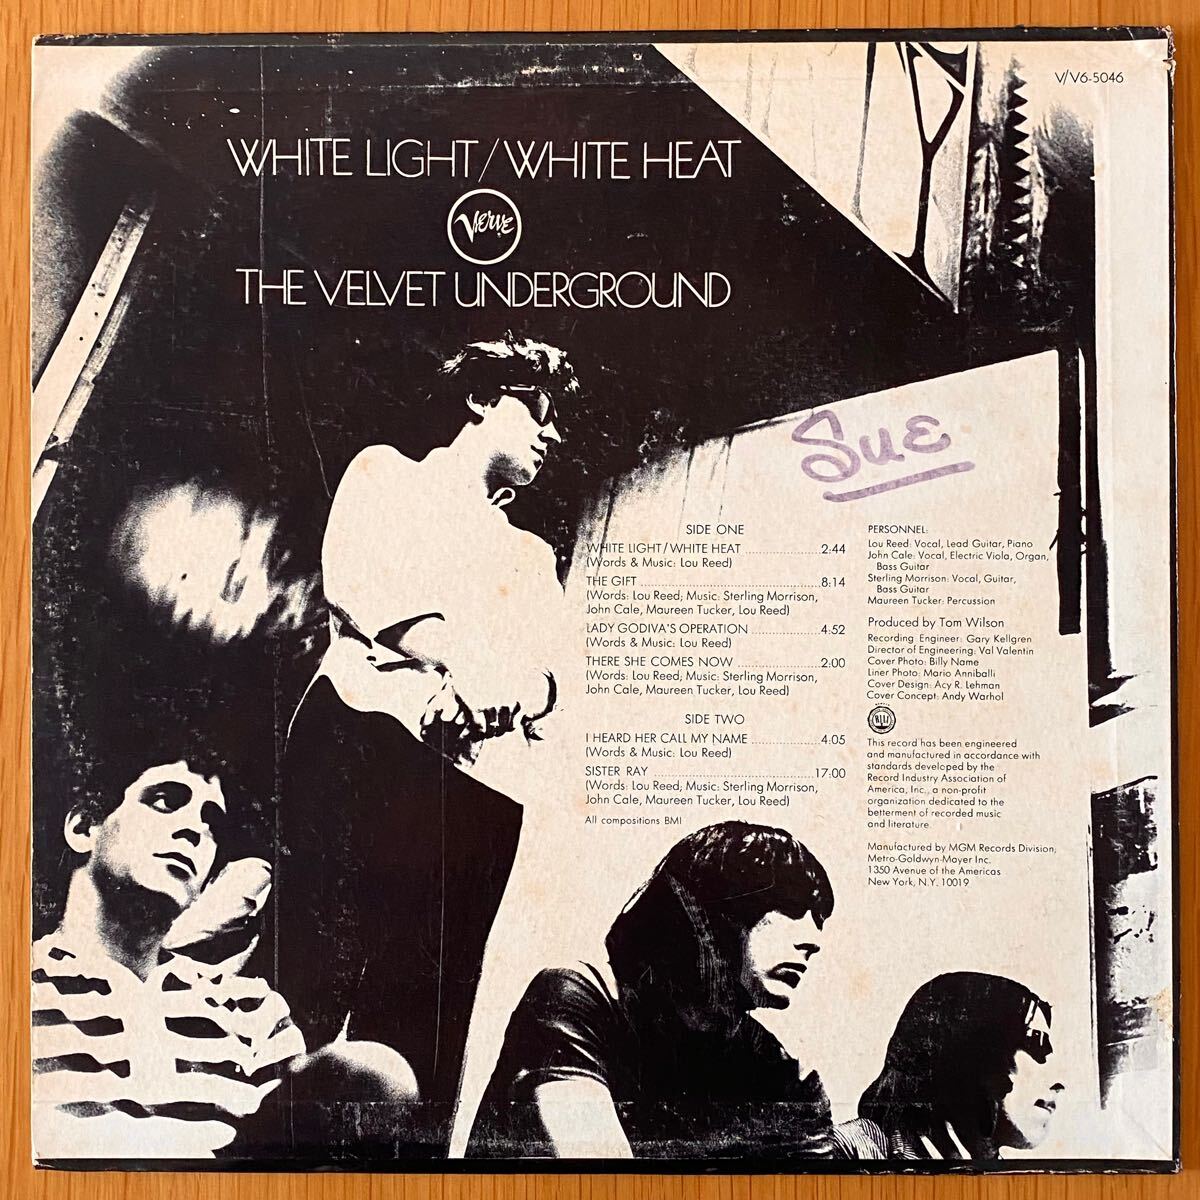 V/V6-5046
WHITE LIGHT/WHITE HEAT
Verve
THE VELVET UNDERGROUND
Sue
SIDE ONE
WHITE LIGHT/WHITE HEAT ..................2:44
(Words & Music: Lou Reed)
THE GIFT ............................................8:14
(Words: Lou Reed; Music: Sterling Morrison,
John Cale, Maureen Tucker, Lou Reed)
LADY GODIVA'S OPERATION .................4:52
(Words & Music: Lou Reed)
THERE SHE COMES NOW ....................2:00
(Words: Lou Reed; Music: Sterling Morrison,
John Cale, Maureen Tucker, Lou Reed)
SIDE TWO
I HEARD HER CALL MY NAME .................4:05
(Words & Music: Lou Reed)
SISTER RAY .......................................17:00
(Words: Lou Reed; Music: Sterling Morrison,
John Cale, Maureen Tucker, Lou Reed)
All compositions BMI
PERSONNEL:
Lou Reed: Vocal, Lead Guitar, Piano
John Cale: Vocal, Electric Viola, Organ,
Bass Guitar
Sterling Morrison: Vocal, Guitar,
Bass Guitar
Maureen Tucker: Percussion
Produced by Tom Wilson
Recording Engineer: Gary Kellgren
Director of Engineering: Val Valentin
Cover Photo: Billy Name
Liner Photo: Mario Anniballi
Cover Design: Acy R. Lehman
Cover Concept: Andy Warhol
This record has been engineered
and manufactured in accordance with
standards developed by the
Record Industry Association of
America, Inc., a non-profit
organization dedicated to the
betterment of recorded music
and literature.
Manufactured by MGM Records Division,
Metro-Goldwyn-Mayer Inc.
1350 Avenue of the Americas
New York, N.Y. 10019